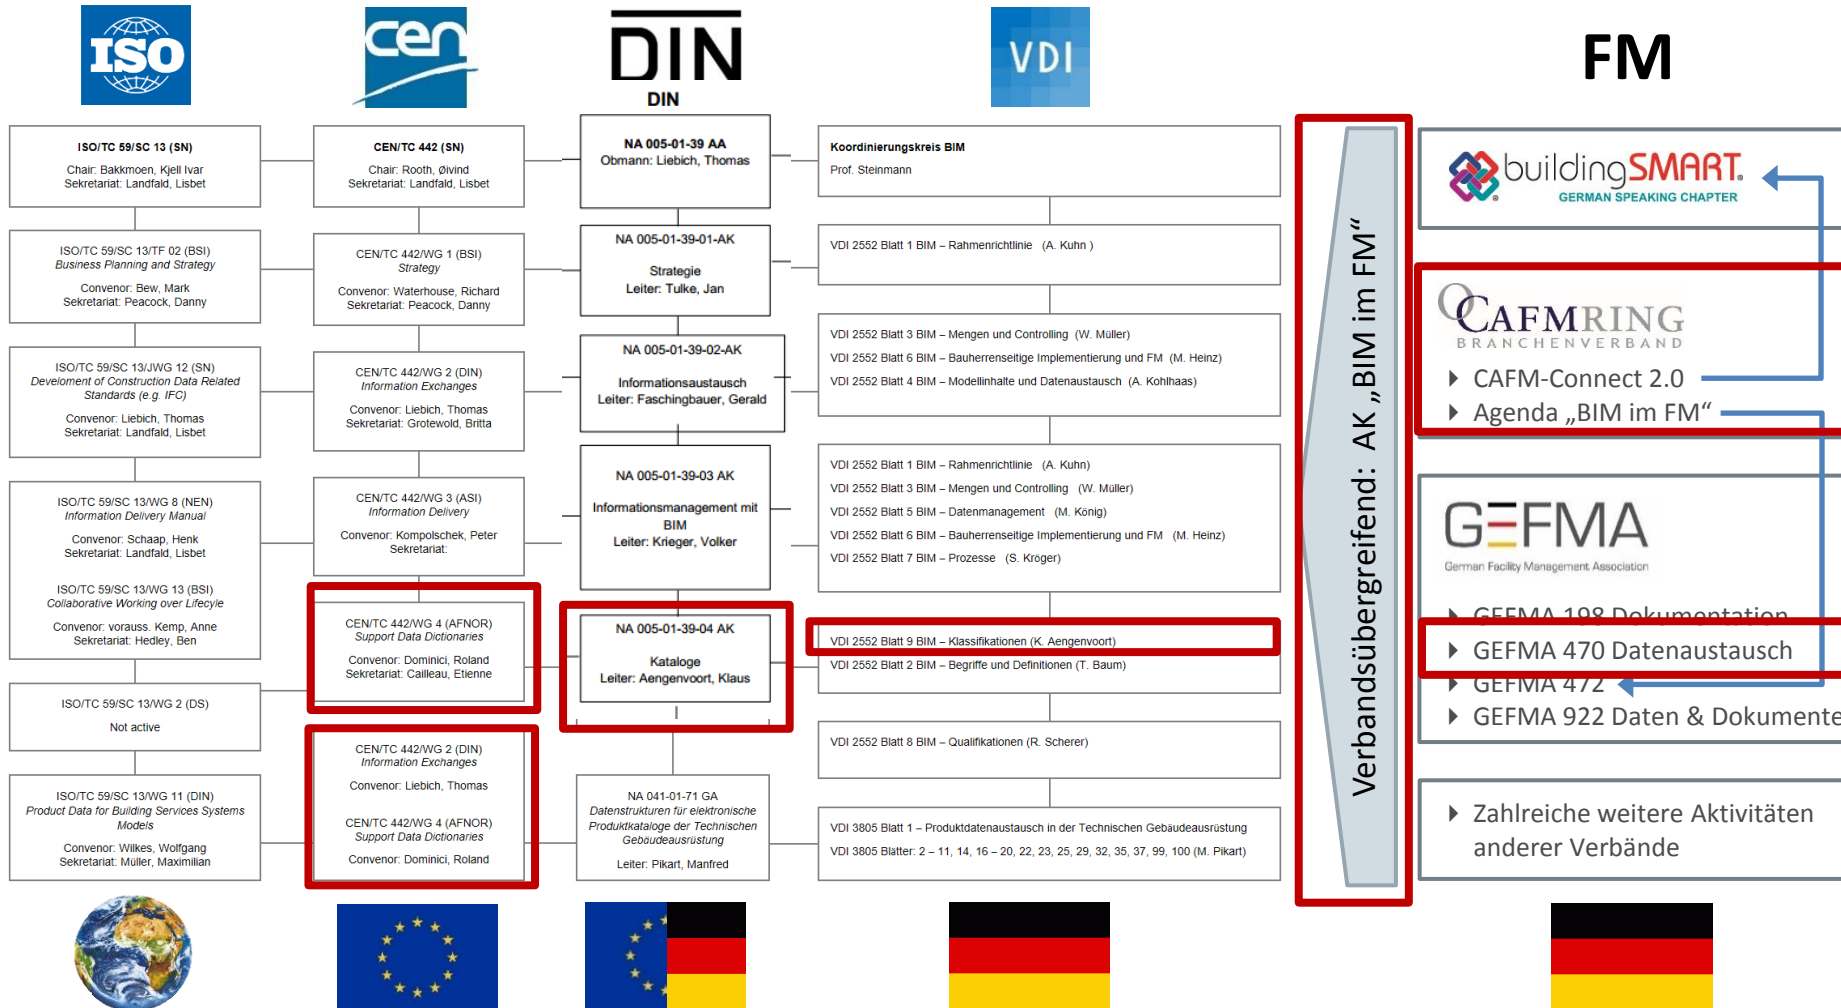 ISO
cen
DIN
DIN
VDI
FM
ISO/TC 59/SC 13 (SN)
Chair: Bakkmoen, Kjell Ivar
Sekretariat: Landfald, Lisbet
ISO/TC 59/SC 13/TF 02 (BSI)
Business Planning and Strategy
Convenor: Bew, Mark
Sekretariat: Peacock, Danny
ISO/TC 59/SC 13/JWG 12 (SN)
Develoment of Construction Data Related
Standards (e.g. IFC)
Convenor: Liebich, Thomas
Sekretariat: Landfald, Lisbet
ISO/TC 59/SC 13/WG 8 (NEN)
Information Delivery Manual
Convenor: Schaap, Henk
Sekretariat: Landfald, Lisbet
ISO/TC 59/SC 13/WG 13 (BSI)
Collaborative Working over Lifecyle
Convenor: vorauss. Kemp, Anne
Sekretariat: Hedley, Ben
ISO/TC 59/SC 13/WG 2 (DS)
Not active
ISO/TC 59/SC 13/WG 11 (DIN)
Product Data for Building Services Systems
Models
Convenor: Wilkes, Wolfgang
Sekretariat: Müller, Maximilian
CEN/TC 442 (SN)
Chair: Rooth, Øivind
Sekretariat: Landfald, Lisbet
CEN/TC 442/WG 1 (BSI)
Strategy
Convenor: Waterhouse, Richard
Sekretariat: Peacock, Danny
CEN/TC 442/WG 2 (DIN)
Information Exchanges
Convenor: Liebich, Thomas
Sekretariat: Grotewold, Britta
CEN/TC 442/WG 3 (ASI)
Information Delivery
Convenor: Kompolschek, Peter
Sekretariat:
CEN/TC 442/WG 4 (AFNOR)
Support Data Dictionaries
Convenor: Dominici, Roland
Sekretariat: Cailleau, Etienne
CEN/TC 442/WG 2 (DIN)
Information Exchanges
Convenor: Liebich, Thomas
CEN/TC 442/WG 4 (AFNOR)
Support Data Dictionaries
Convenor: Dominici, Roland
NA 005-01-39 AA
Obmann: Liebich, Thomas
NA 005-01-39-01-AK
Strategie
Leiter: Tulke, Jan
NA 005-01-39-02-AK
Informationsaustausch
Leiter: Faschingbauer, Gerald
NA 005-01-39-03 AK
Informationsmanagement mit
BIM
Leiter: Krieger, Volker
NA 005-01-39-04 AK
Kataloge
Leiter: Aengenvoort, Klaus
NA 041-01-71 GA
Datenstrukturen für elektronische
Produktkataloge der Technischen
Gebäudeausrüstung
Leiter: Pikart, Manfred
Koordinierungskreis BIM
Prof. Steinmann
VDI 2552 Blatt 1 BIM – Rahmenrichtlinie (A. Kuhn )
VDI 2552 Blatt 3 BIM – Mengen und Controlling (W. Müller)
VDI 2552 Blatt 6 BIM – Bauherrenseitige Implementierung und FM (M. Heinz)
VDI 2552 Blatt 4 BIM – Modellinhalte und Datenaustausch (A. Kohlhaas)
VDI 2552 Blatt 1 BIM – Rahmenrichtlinie (A. Kuhn)
VDI 2552 Blatt 3 BIM – Mengen und Controlling (W. Müller)
VDI 2552 Blatt 5 BIM – Datenmanagement (M. König)
VDI 2552 Blatt 6 BIM – Bauherrenseitige Implementierung und FM (M. Heinz)
VDI 2552 Blatt 7 BIM – Prozesse (S. Kröger)
VDI 2552 Blatt 9 BIM – Klassifikationen (K. Aengenvoort)
VDI 2552 Blatt 2 BIM – Begriffe und Definitionen (T. Baum)
VDI 2552 Blatt 8 BIM – Qualifikationen (R. Scherer)
VDI 3805 Blatt 1 – Produktdatenaustausch in der Technischen Gebäudeausrüstung
VDI 3805 Blätter: 2 – 11, 14, 16 – 20, 22, 23, 25, 29, 32, 35, 37, 99, 100 (M. Pikart)
Verbandsübergreifend: AK „BIM im FM“
buildingSMART®
GERMAN SPEAKING CHAPTER
CAFMRING
BRANCHENVERBAND
CAFM-Connect 2.0
Agenda „BIM im FM“
GEFMA
German Facility Management Association
GEFMA 198 Dokumentation
GEFMA 470 Datenaustausch
GEFMA 472
GEFMA 922 Daten & Dokumente
Zahlreiche weitere Aktivitäten
anderer Verbände